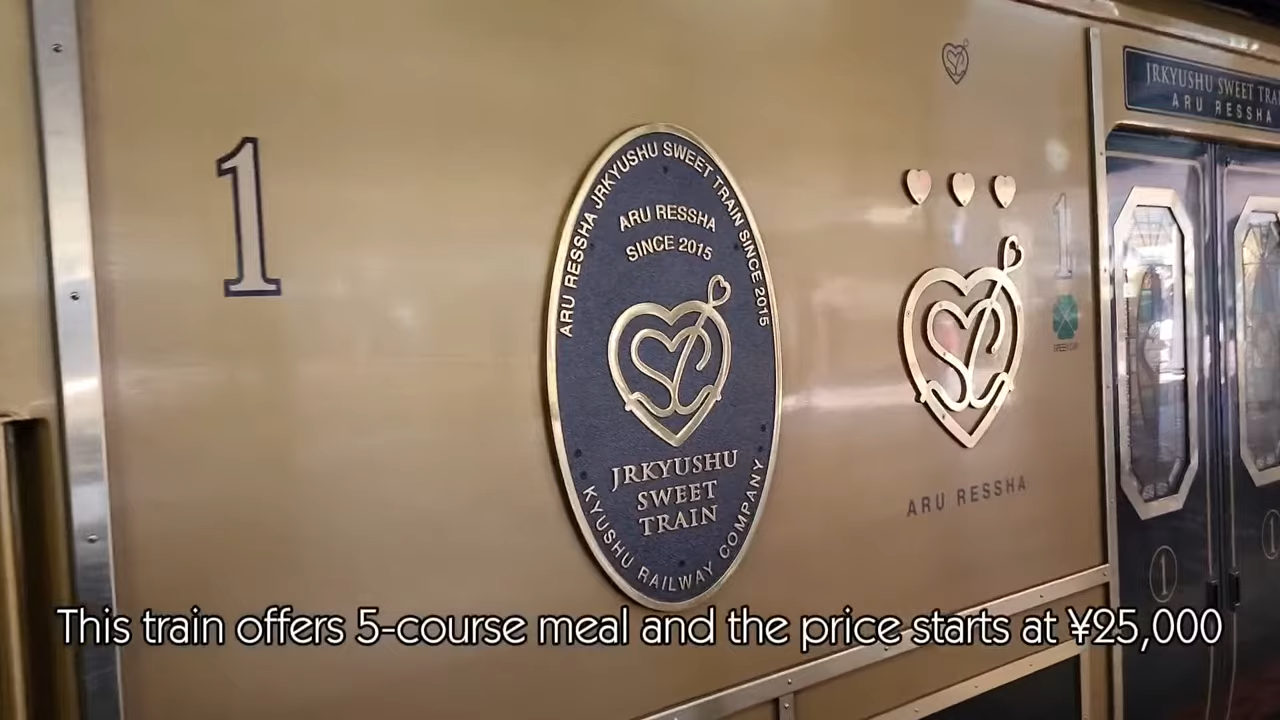 1
ARU RESSHA JRKYUSHU SWEET TRAIN SINCE 2015
ARU RESSHA
SINCE 2015
JRKYUSHU
SWEET
TRAIN
KYUSHU RAILWAY COMPANY
ARU RESSHA
1
JRKYUSHU SWEET TRA
ARU RESSHA
1
1
This train offers 5-course meal and the price starts at ¥25,000